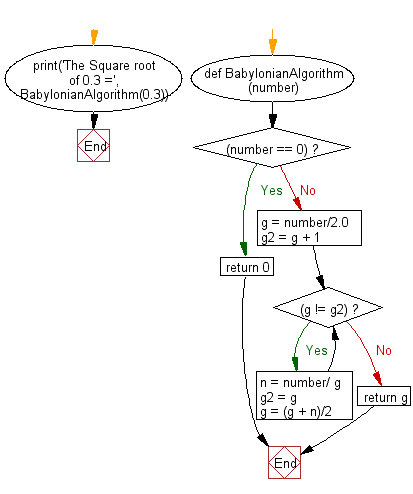 print('The Square root
of 0.3 =',
BabylonianAlgorithm(0.3))
End
def BabylonianAlgorithm
(number)
(number == 0) ?
Yes
No
g = number/2.0
g2 = g + 1
return 0
(g != g2) ?
Yes
No
n = number/ g
g2 = g
g = (g + n)/2
return g
End